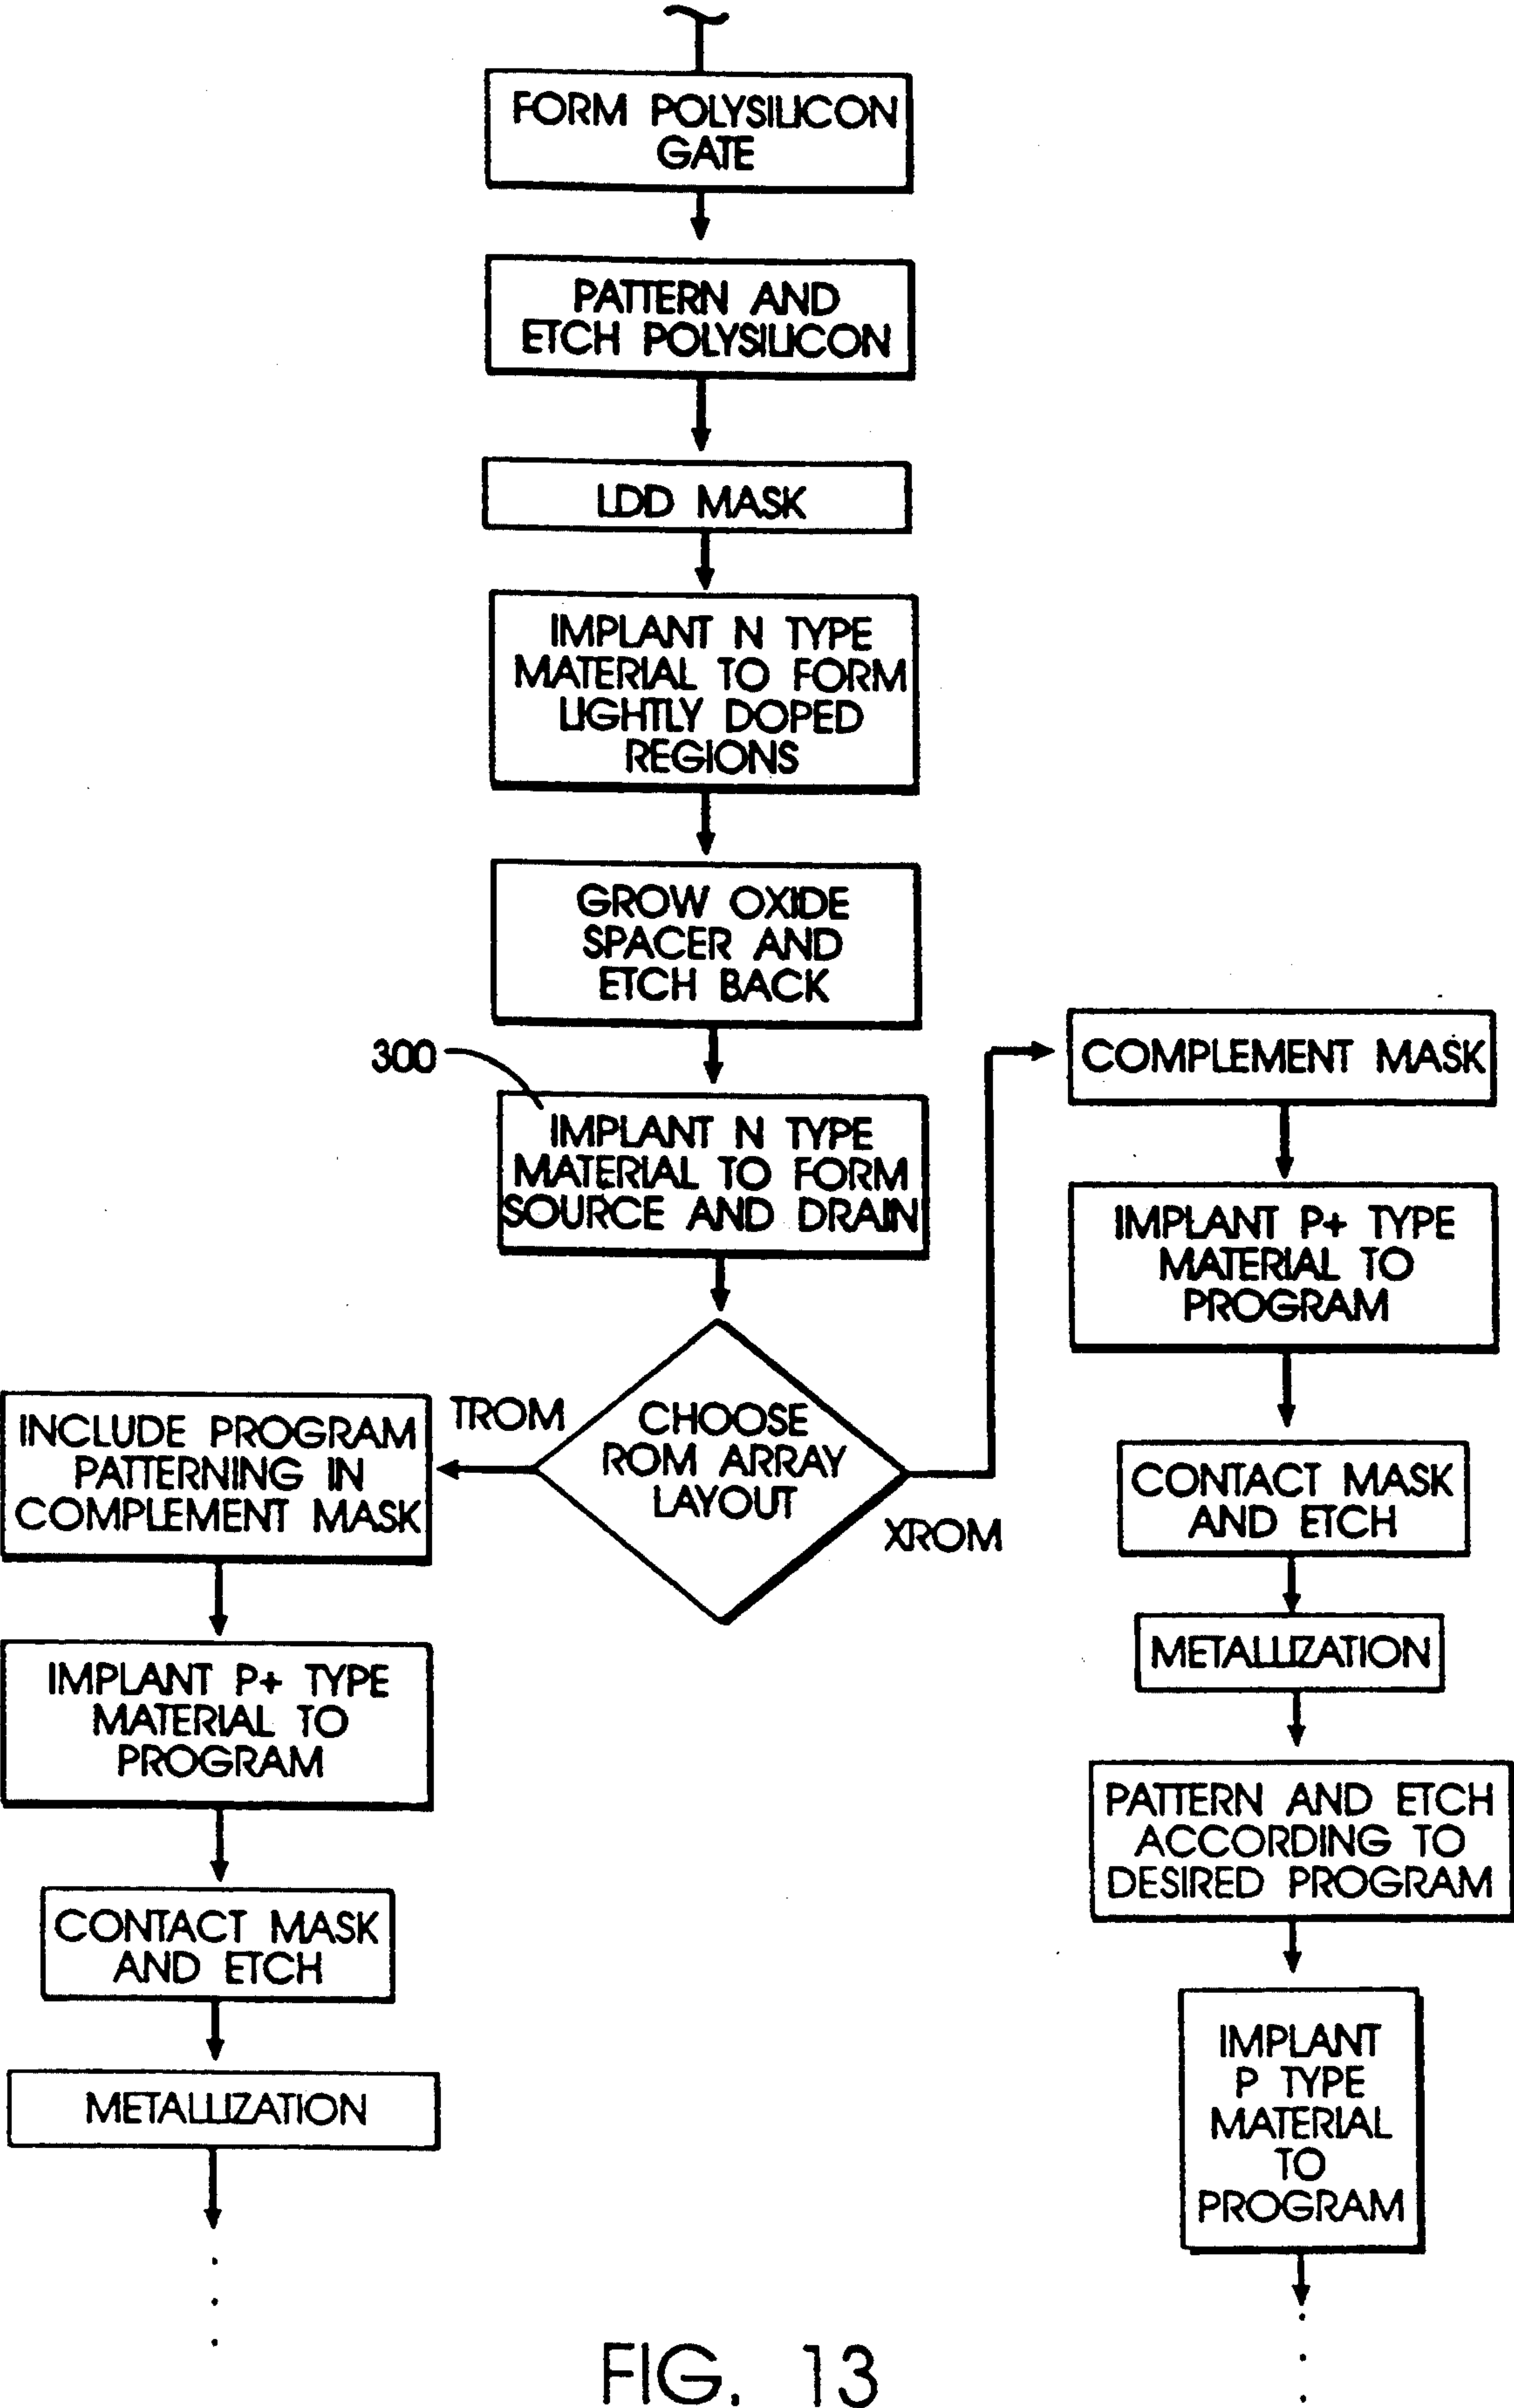 FORM POLYSILICON
GATE
PATTERN AND
ETCH POLYSILICON
LDD MASK
IMPLANT N TYPE
MATERIAL TO FORM
LIGHTLY DOPED
REGIONS
GROW OXIDE
SPACER AND
ETCH BACK
300
IMPLANT N TYPE
MATERIAL TO FORM
SOURCE AND DRAIN
CHOOSE
ROM ARRAY
LAYOUT
TROM
INCLUDE PROGRAM
PATTERNING IN
COMPLEMENT MASK
IMPLANT P+ TYPE
MATERIAL TO
PROGRAM
CONTACT MASK
AND ETCH
METALLIZATION
XROM
COMPLEMENT MASK
IMPLANT P+ TYPE
MATERIAL TO
PROGRAM
CONTACT MASK
AND ETCH
METALLIZATION
PATTERN AND ETCH
ACCORDING TO
DESIRED PROGRAM
IMPLANT
P TYPE
MATERIAL
TO
PROGRAM
FIG. 13